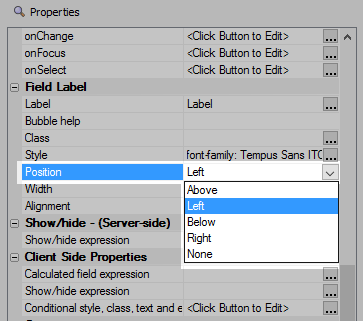 Properties
onChange <Click Button to Edit> ...
onFocus <Click Button to Edit> ...
onSelect <Click Button to Edit> ...
Field Label
Label Label ...
Bubble help
Class ...
Style font-family: Tempus Sans ITC ...
Position Left
Width Above
Left
Alignment Below
Show/hide - (Server-side) Right
Show/hide expression None
Client Side Properties
Calculated field expression ...
Show/hide expression ...
Conditional style, class, text and e <Click Button to Edit> ...